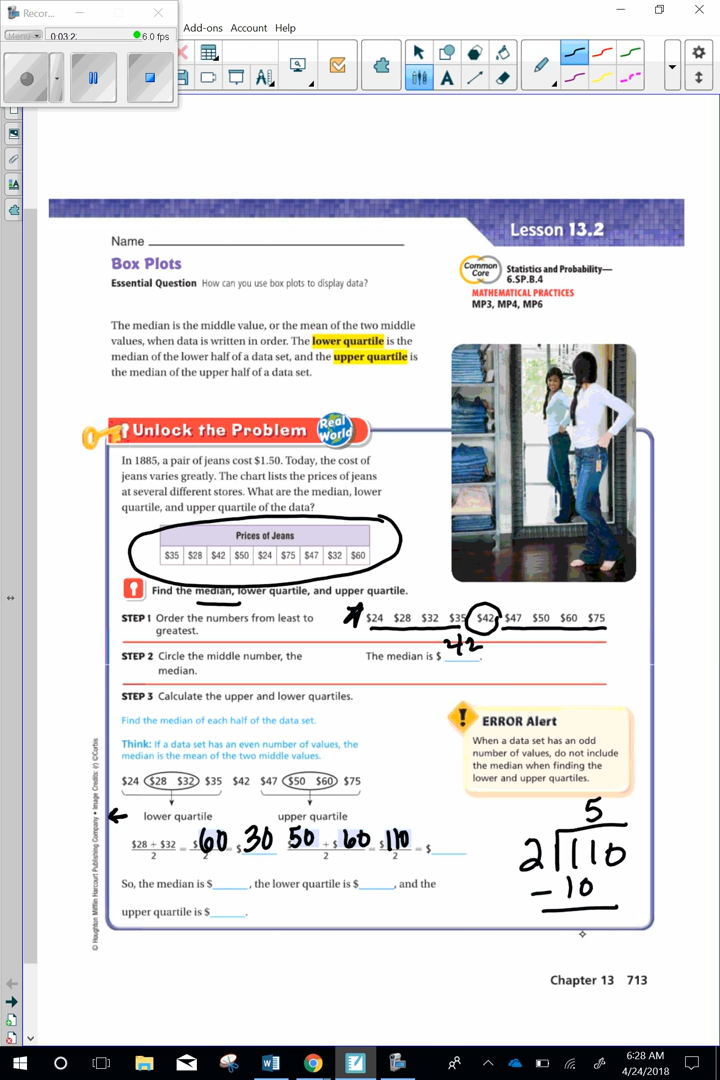 Recor...
Menu 0:03:2 6.0 fps
Add-ons Account Help
Lesson 13.2
Name
Box Plots
Essential Question How can you use box plots to display data?
Common Core
Statistics and Probability—
6.SP.B.4
MATHEMATICAL PRACTICES
MP3, MP4, MP6
The median is the middle value, or the mean of the two middle
values, when data is written in order. The lower quartile is the
median of the lower half of a data set, and the upper quartile is
the median of the upper half of a data set.
Unlock the Problem
Real World
In 1885, a pair of jeans cost $1.50. Today, the cost of
jeans varies greatly. The chart lists the prices of jeans
at several different stores. What are the median, lower
quartile, and upper quartile of the data?
Prices of Jeans
$35 $28 $42 $50 $24 $75 $47 $32 $60
Find the median, lower quartile, and upper quartile.
STEP 1 Order the numbers from least to
greatest.
$24 $28 $32 $35 $42 $47 $50 $60 $75
STEP 2 Circle the middle number, the
median.
The median is $ 42 .
STEP 3 Calculate the upper and lower quartiles.
Find the median of each half of the data set.
Think: If a data set has an even number of values, the
median is the mean of the two middle values.
$24 $28 $32 $35 $42 $47 $50 $60 $75
lower quartile upper quartile
$28 + $32 / 2 = $60 / 2 = $30 $50 + $60 / 2 = $110 / 2 = $
So, the median is $ , the lower quartile is $ , and the
upper quartile is $ .
ERROR Alert
When a data set has an odd
number of values, do not include
the median when finding the
lower and upper quartiles.
5
2 110
- 10
© Houghton Mifflin Harcourt Publishing Company • Image Credits: (r) ©Corbis
Chapter 13 713
6:28 AM
4/24/2018